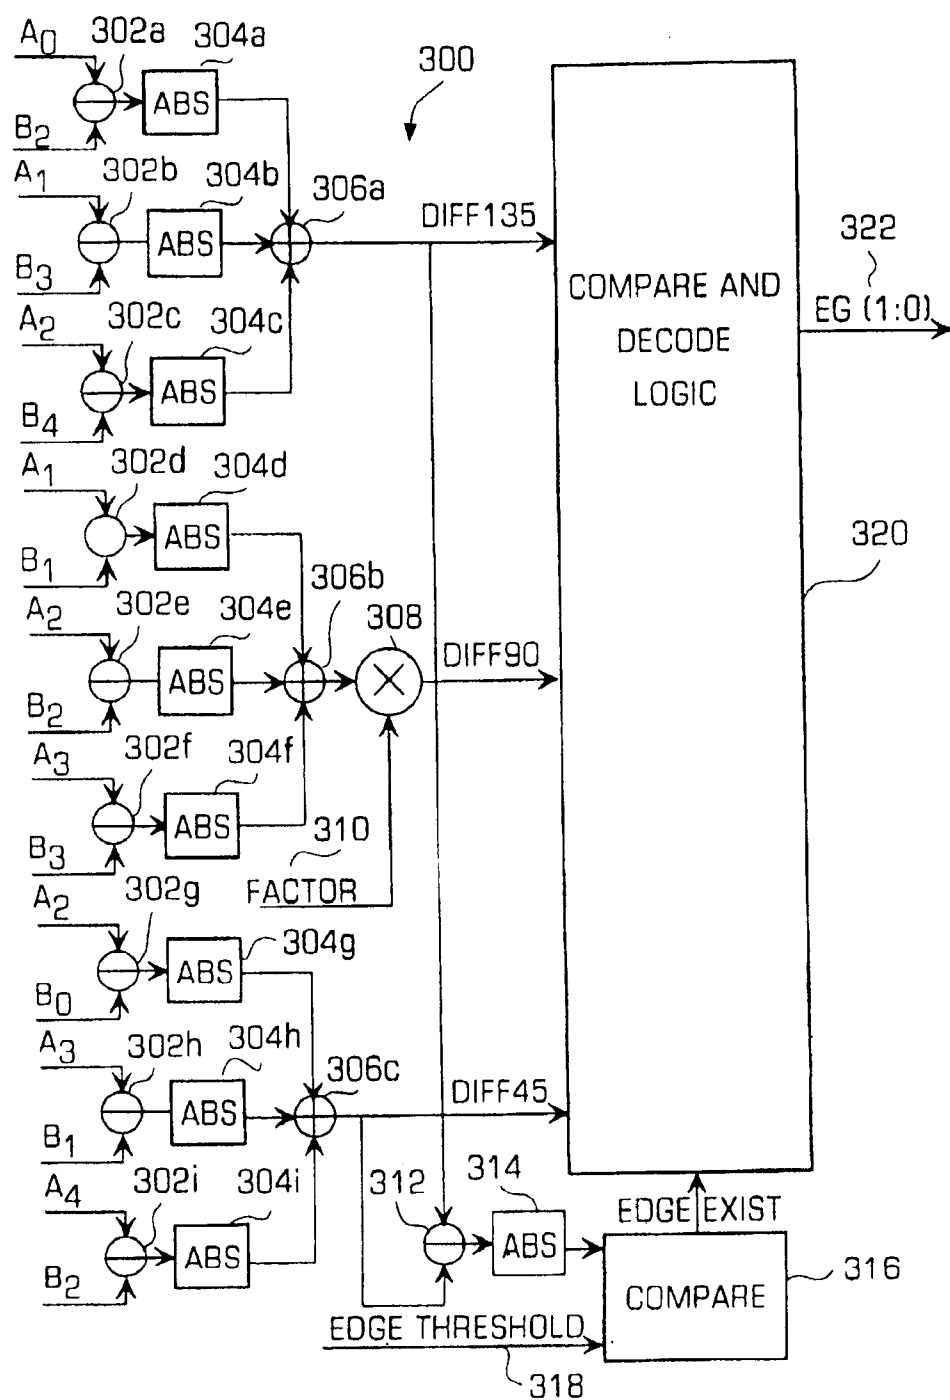 A0 302a 304a
300
ABS
B2
A1 302b 304b 306a
DIFF135
ABS
322
B3
COMPARE AND
DECODE
LOGIC
EG (1:0)
A2 302c 304c
ABS
B4
A1 302d 304d
ABS
320
B1
306b
A2 302e 304e 308
DIFF90
ABS
×
B2
A3 302f 304f
ABS
310
B3
FACTOR
A2 302g 304g
ABS
B0
A3 302h 304h 306c
DIFF45
ABS
B1
A4 302i 304i 312 314
EDGE EXIST
ABS
ABS
316
B2
COMPARE
EDGE THRESHOLD
318